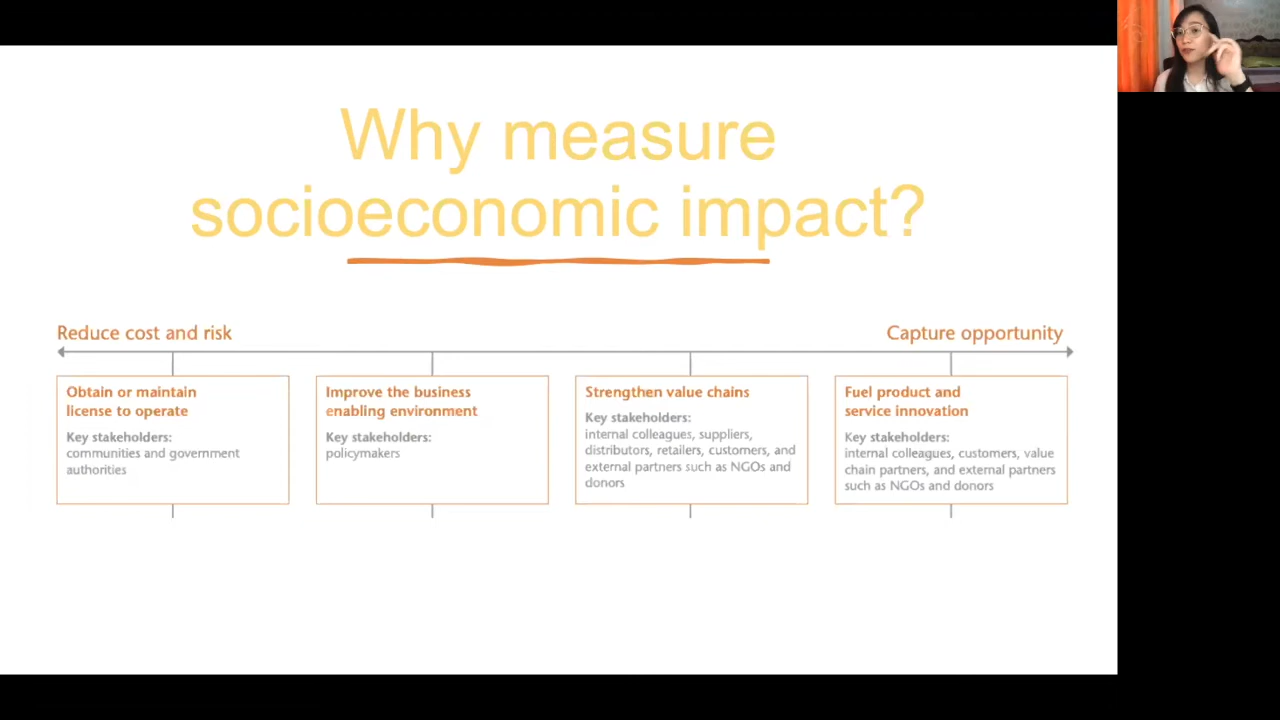 Why measure
socioeconomic impact?
Reduce cost and risk
Capture opportunity
Obtain or maintain
license to operate
Key stakeholders:
communities and government
authorities
Improve the business
enabling environment
Key stakeholders:
policymakers
Strengthen value chains
Key stakeholders:
internal colleagues, suppliers,
distributors, retailers, customers, and
external partners such as NGOs and
donors
Fuel product and
service innovation
Key stakeholders:
internal colleagues, customers, value
chain partners, and external partners
such as NGOs and donors